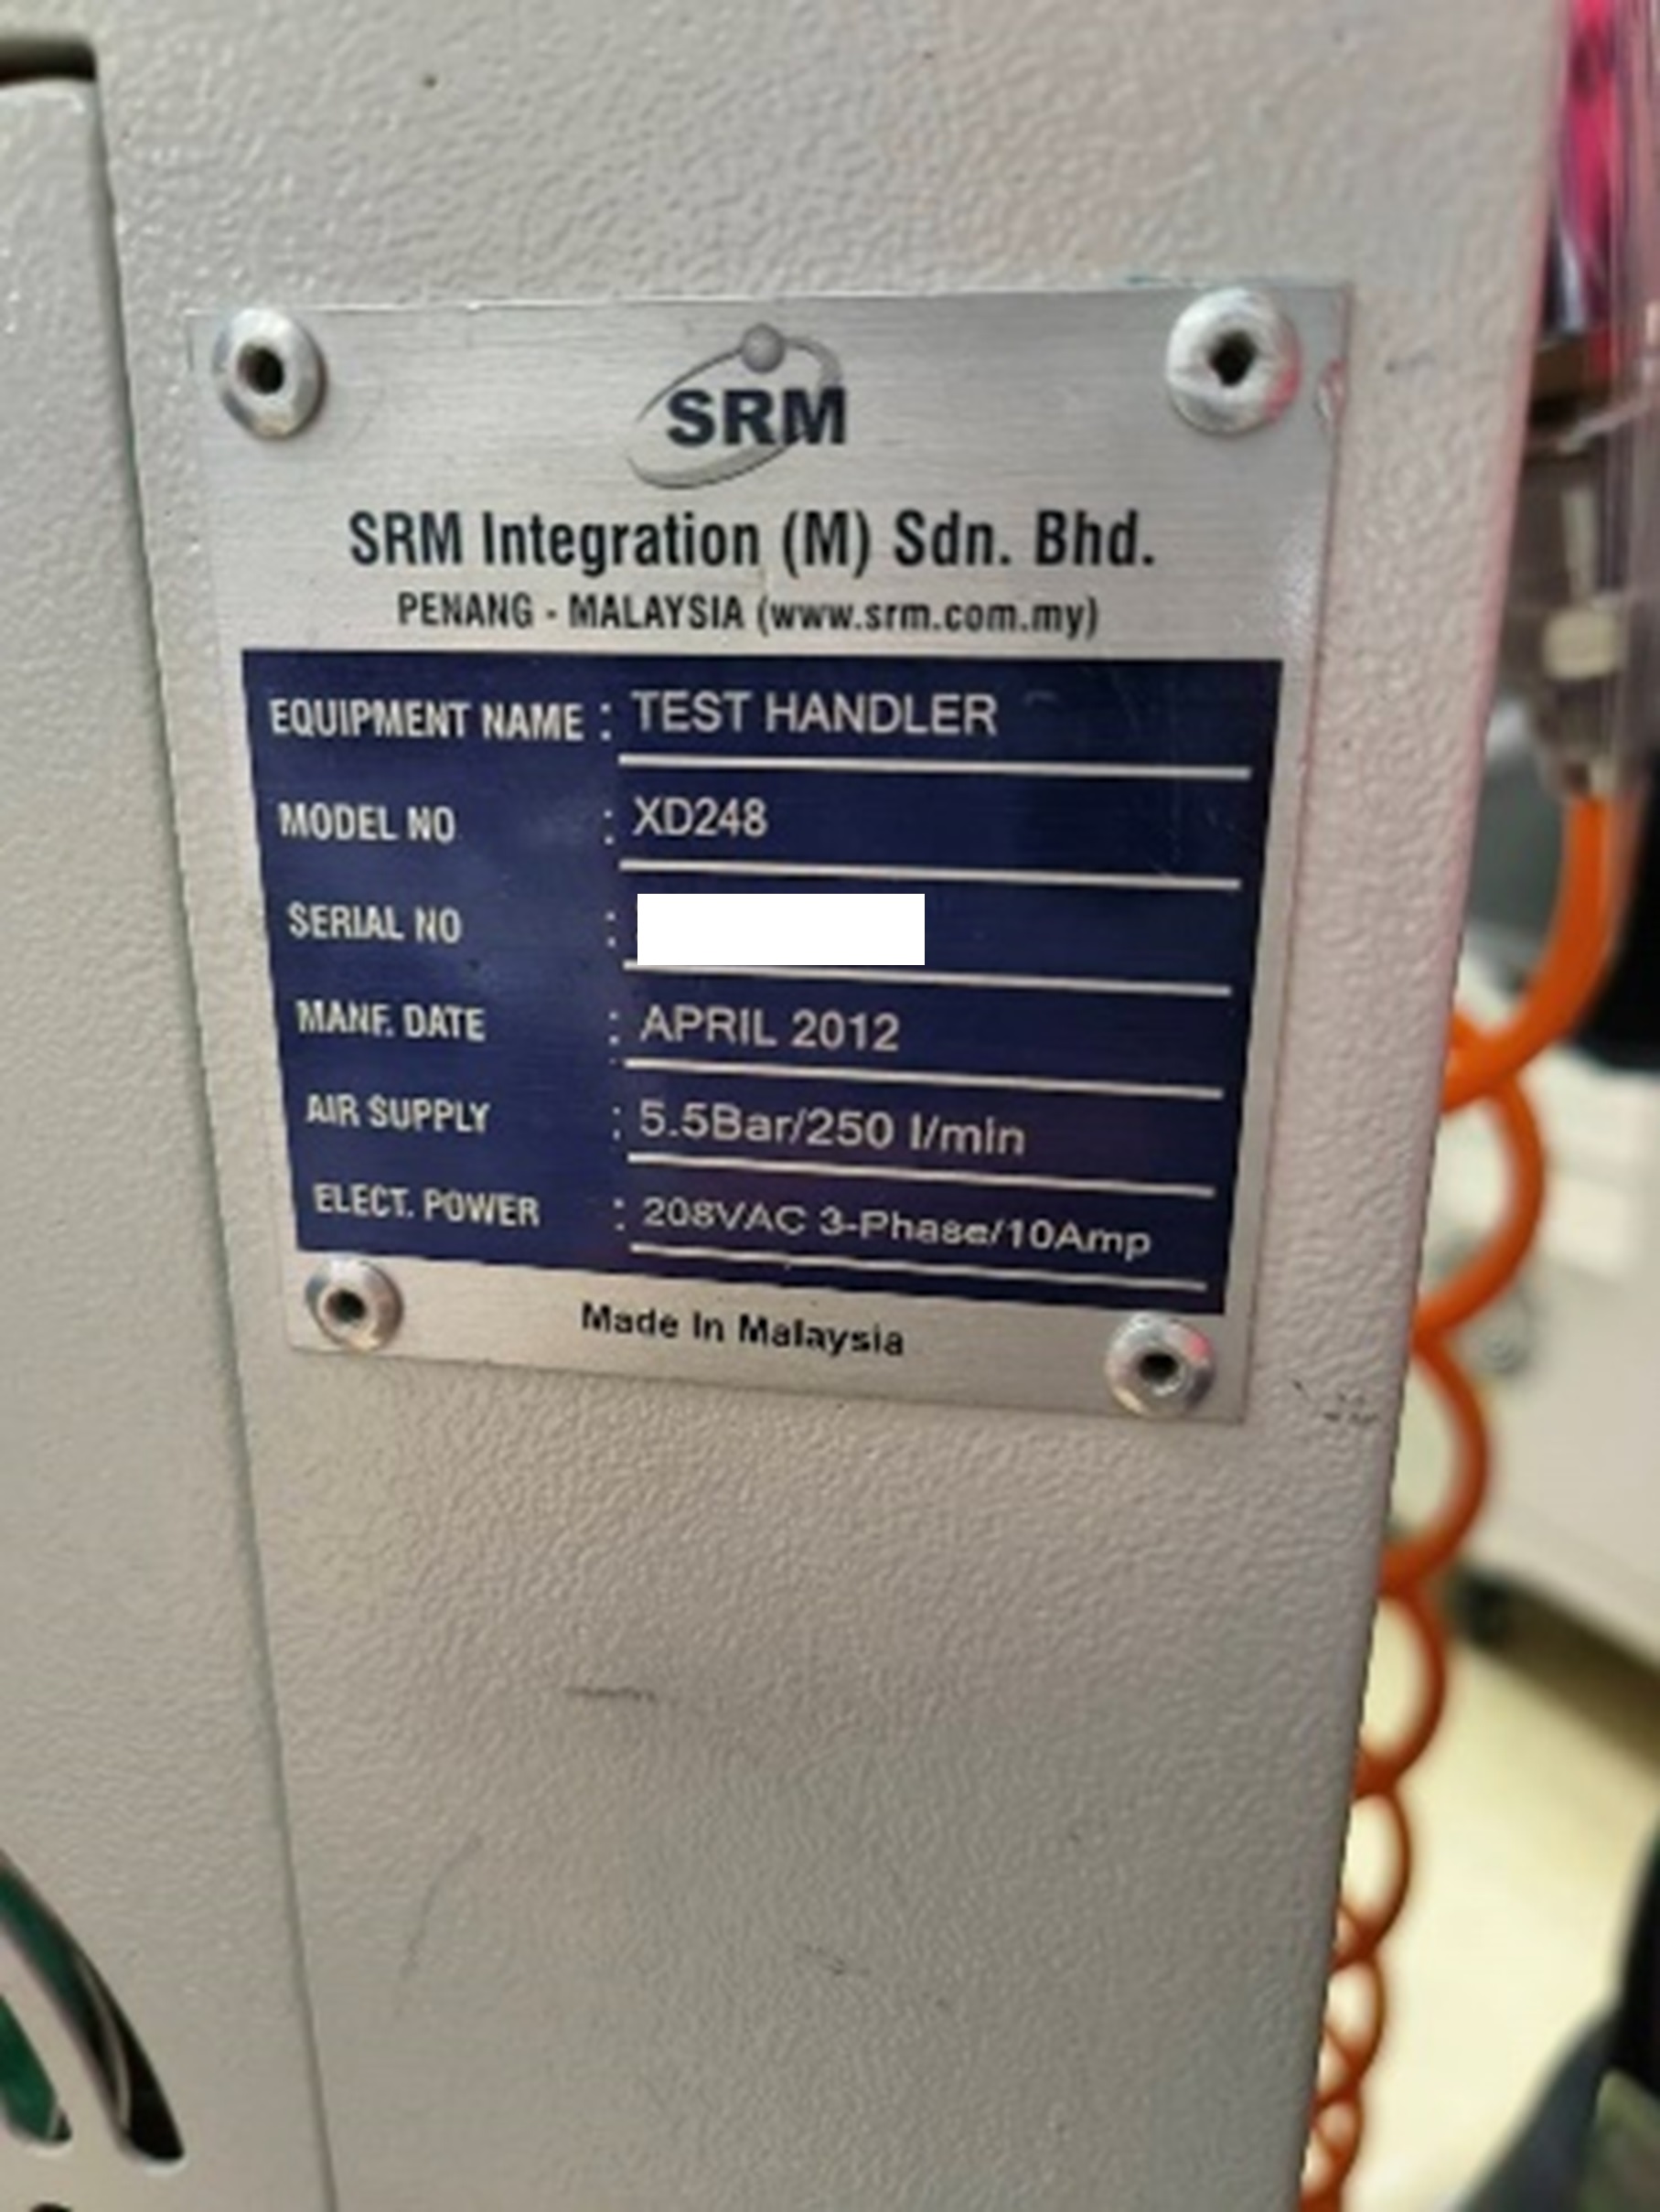 SRM
SRM Integration (M) Sdn. Bhd.
PENANG - MALAYSIA (www.srm.com.my)
EQUIPMENT NAME : TEST HANDLER
MODEL NO : XD248
SERIAL NO :
MANF. DATE : APRIL 2012
AIR SUPPLY : 5.5Bar/250 l/min
ELECT. POWER : 208VAC 3-Phase/10Amp
Made In Malaysia